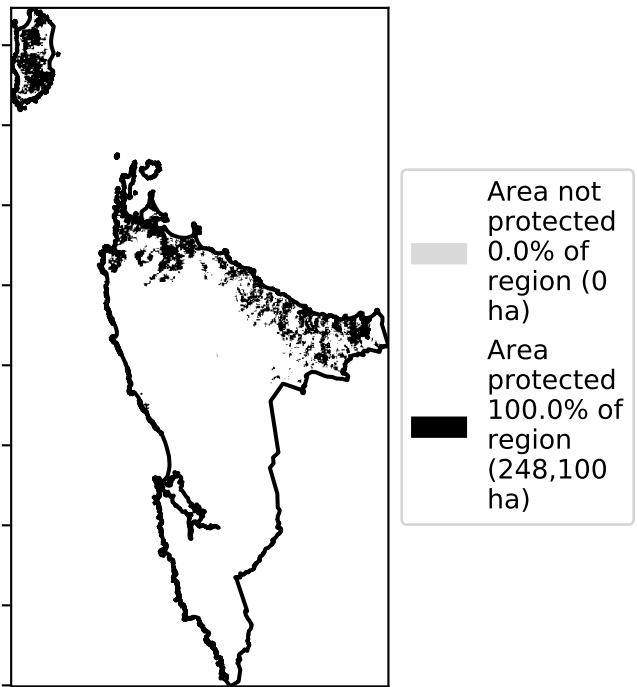 Area not
protected
0.0% of
region (0
ha)
Area
protected
100.0% of
region
(248,100
ha)